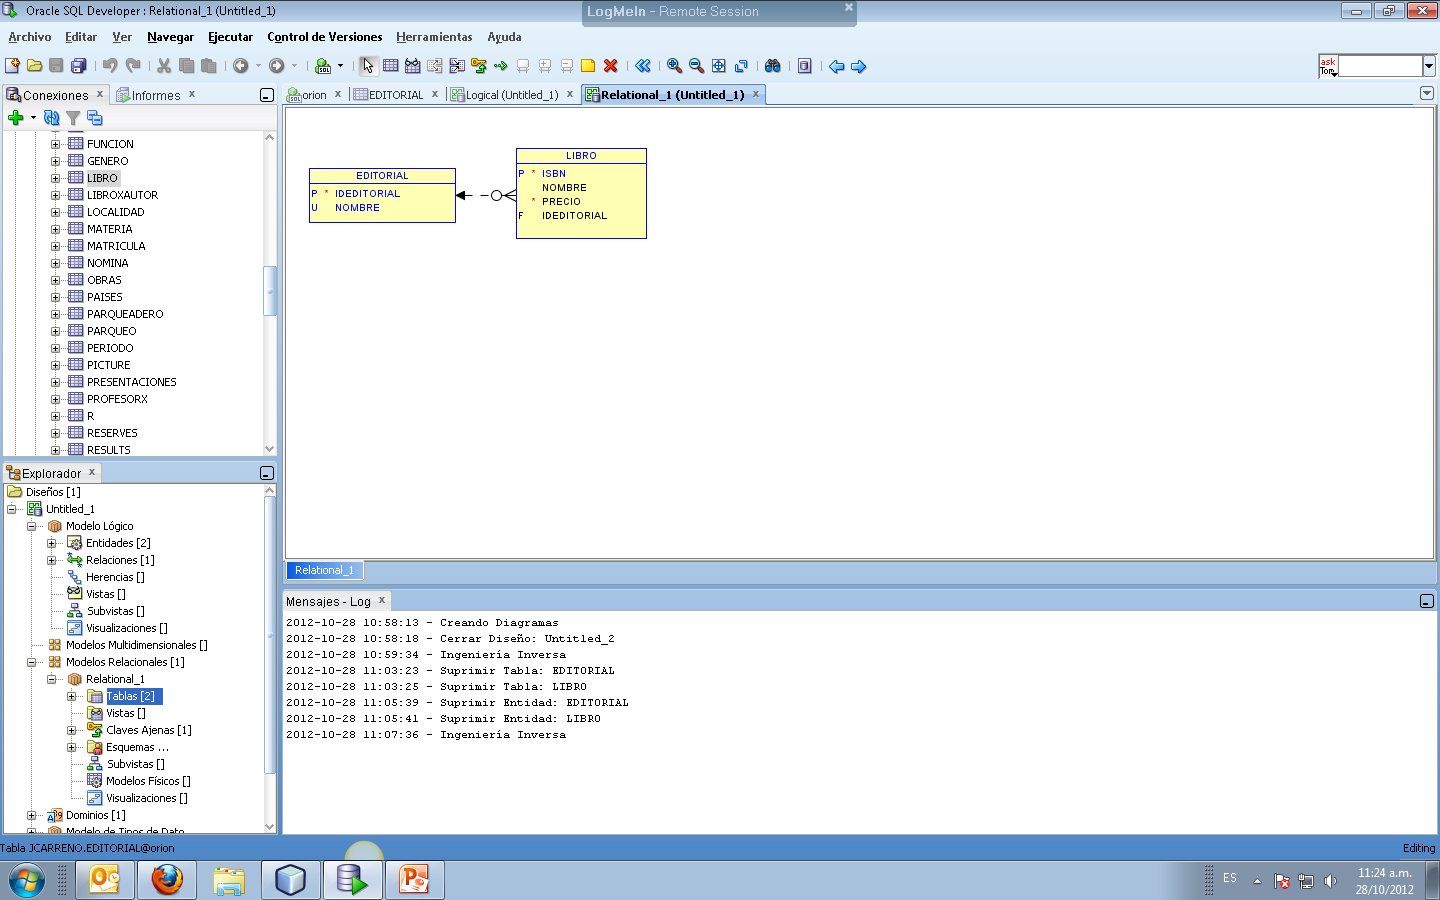 Oracle SQL Developer : Relational_1 (Untitled_1)
LogMeIn - Remote Session
Archivo Editar Ver Navegar Ejecutar Control de Versiones Herramientas Ayuda
ask
Tom
Conexiones
Informes
orion
EDITORIAL
Logical (Untitled_1)
Relational_1 (Untitled_1)
FUNCION
GENERO
LIBRO
LIBROXAUTOR
LOCALIDAD
MATERIA
MATRICULA
NOMINA
OBRAS
PAISES
PARQUEADERO
PARQUEO
PERIODO
PICTURE
PRESENTACIONES
PROFESORX
R
RESERVES
RESULTS
EDITORIAL
P * IDEDITORIAL
U NOMBRE
LIBRO
P * ISBN
NOMBRE
* PRECIO
F IDEDITORIAL
Relational_1
Explorador
Diseños [1]
Untitled_1
Modelo Lógico
Entidades [2]
Relaciones [1]
Herencias []
Vistas []
Subvistas []
Visualizaciones []
Modelos Multidimensionales []
Modelos Relacionales [1]
Relational_1
Tablas [2]
Vistas []
Claves Ajenas [1]
Esquemas ...
Subvistas []
Modelos Físicos []
Visualizaciones []
Dominios [1]
Modelo de Tipos de Dato
Mensajes - Log
2012-10-28 10:58:13 - Creando Diagramas
2012-10-28 10:58:18 - Cerrar Diseño: Untitled_2
2012-10-28 10:59:34 - Ingeniería Inversa
2012-10-28 11:03:23 - Suprimir Tabla: EDITORIAL
2012-10-28 11:03:25 - Suprimir Tabla: LIBRO
2012-10-28 11:05:39 - Suprimir Entidad: EDITORIAL
2012-10-28 11:05:41 - Suprimir Entidad: LIBRO
2012-10-28 11:07:36 - Ingeniería Inversa
Tabla JCARRENO.EDITORIAL@orion
Editing
ES
11:24 a.m.
28/10/2012